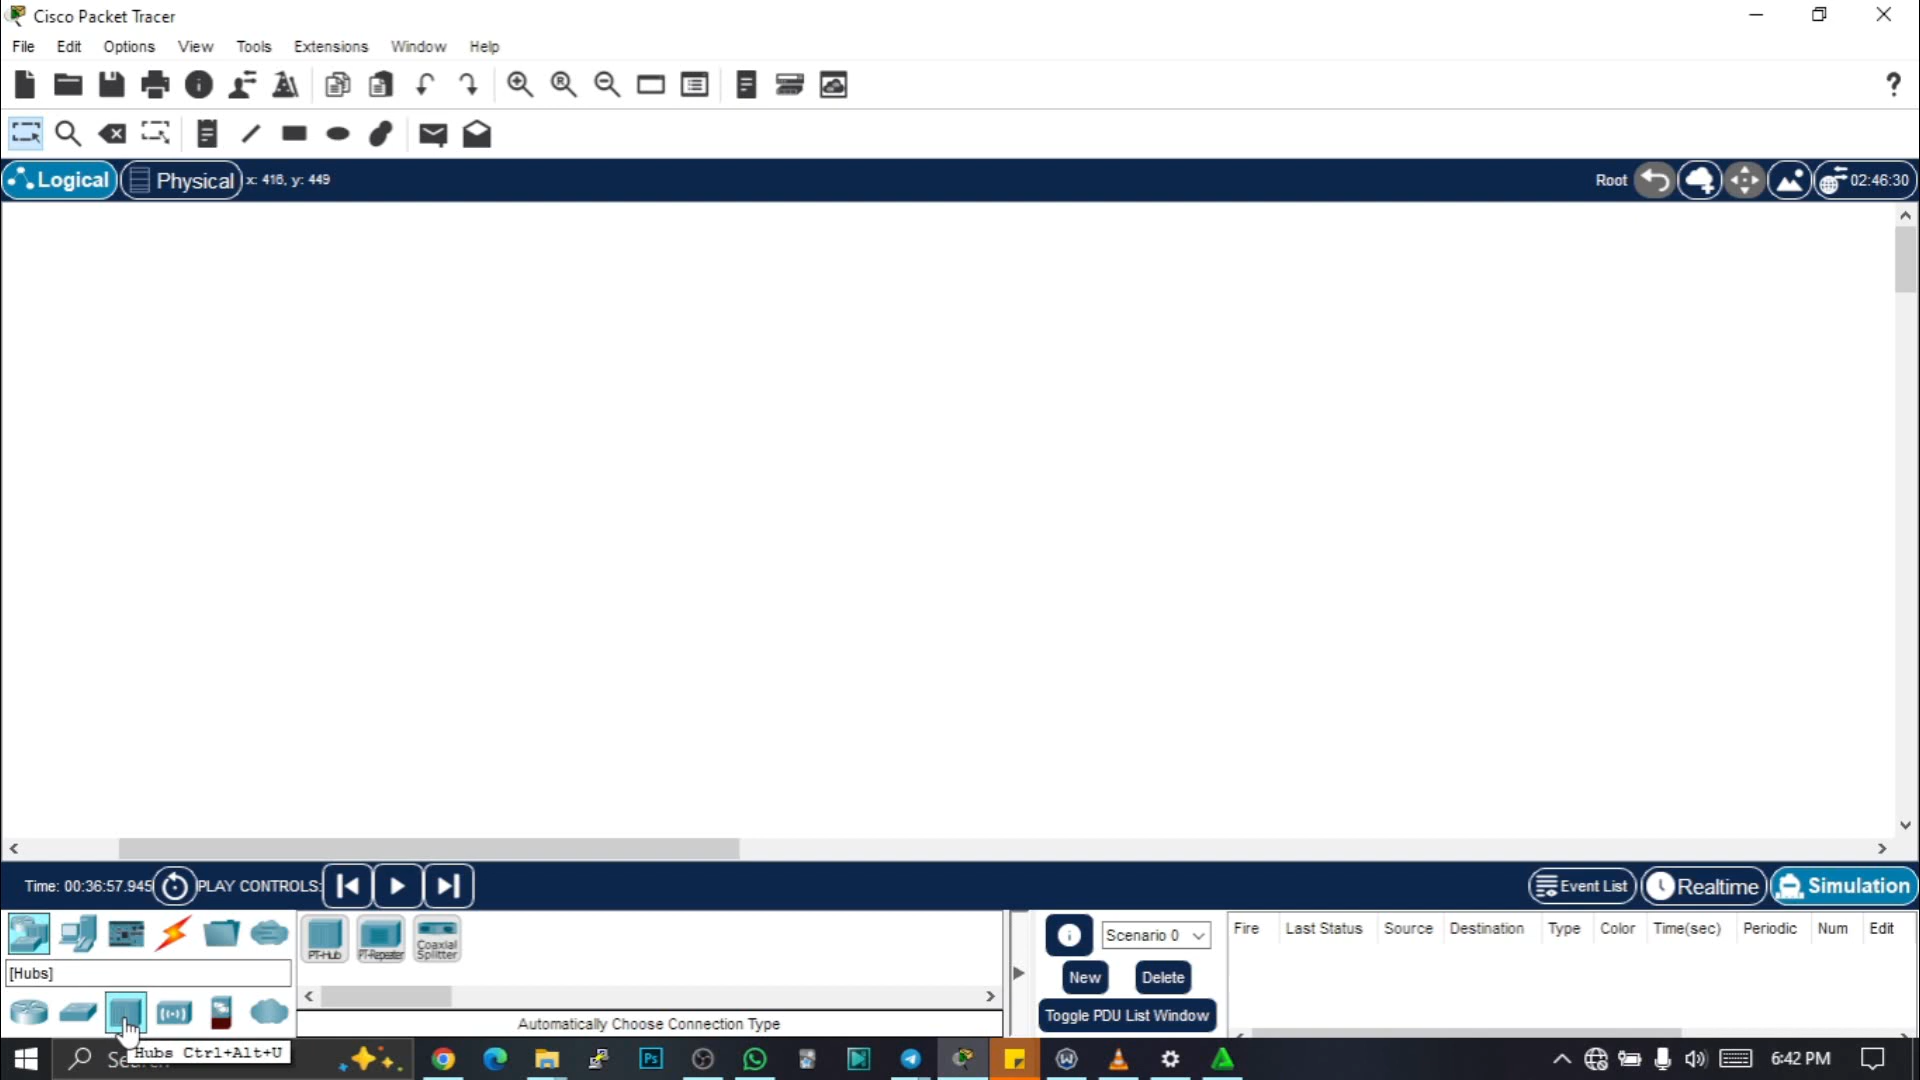 Cisco Packet Tracer
File Edit Options View Tools Extensions Window Help
?
Logical Physical x: 416, y: 449 Root 02:46:30
Time: 00:36:57.945 PLAY CONTROLS: Event List Realtime Simulation
PT-Hub PT-Repeater Coaxial Splitter
Scenario 0
Fire Last Status Source Destination Type Color Time(sec) Periodic Num Edit
[Hubs]
New Delete
Toggle PDU List Window
Automatically Choose Connection Type
Hubs Ctrl+Alt+U
Ps
6:42 PM